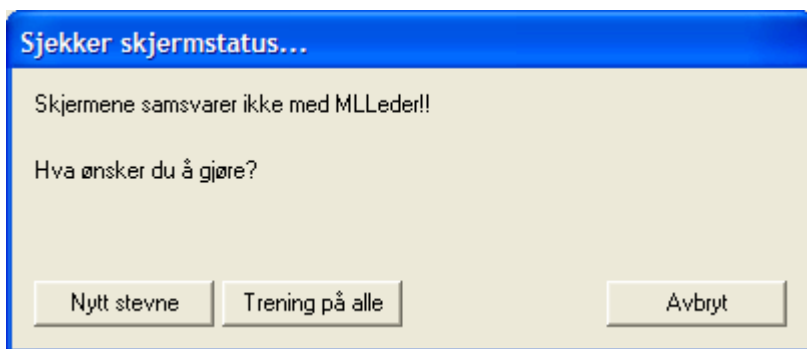 Sjekker skjermstatus...
Skjermene samsvarer ikke med MLLeder!!
Hva ønsker du å gjøre?
Nytt stevne Trening på alle Avbryt